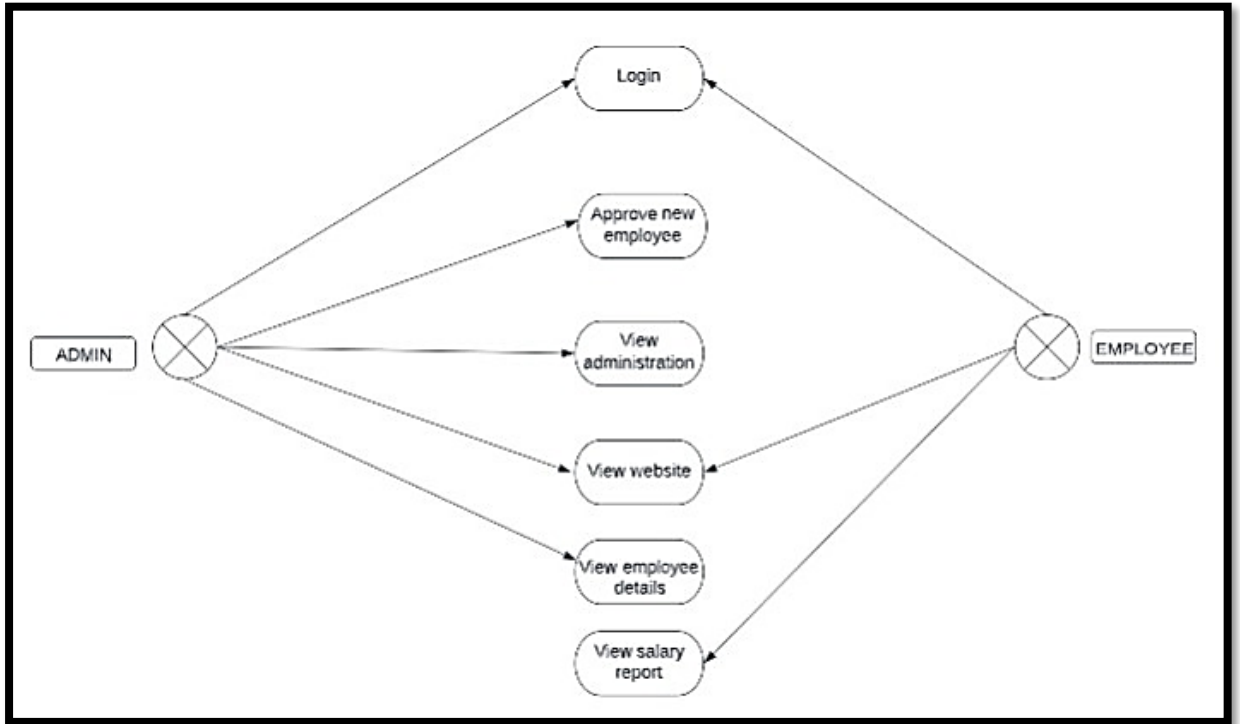 Login
Approve new
employee
ADMIN
View
administration
EMPLOYEE
View website
View employee
details
View salary
report